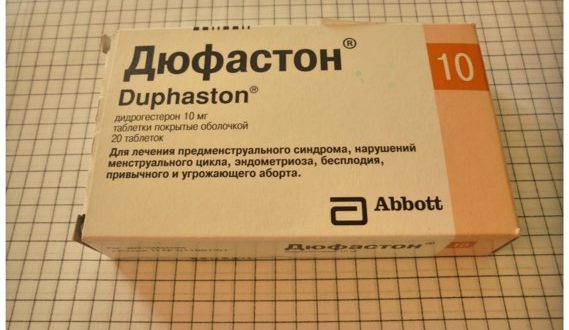 Дюфастон®
10
Duphaston®
дидрогестерон 10 мг
таблетки покрытые оболочкой
20 таблеток
Для лечения предменструального синдрома, нарушений
менструального цикла, эндометриоза, бесплодия,
привычного и угрожающего аборта.
Abbott
Дюфастон® 10